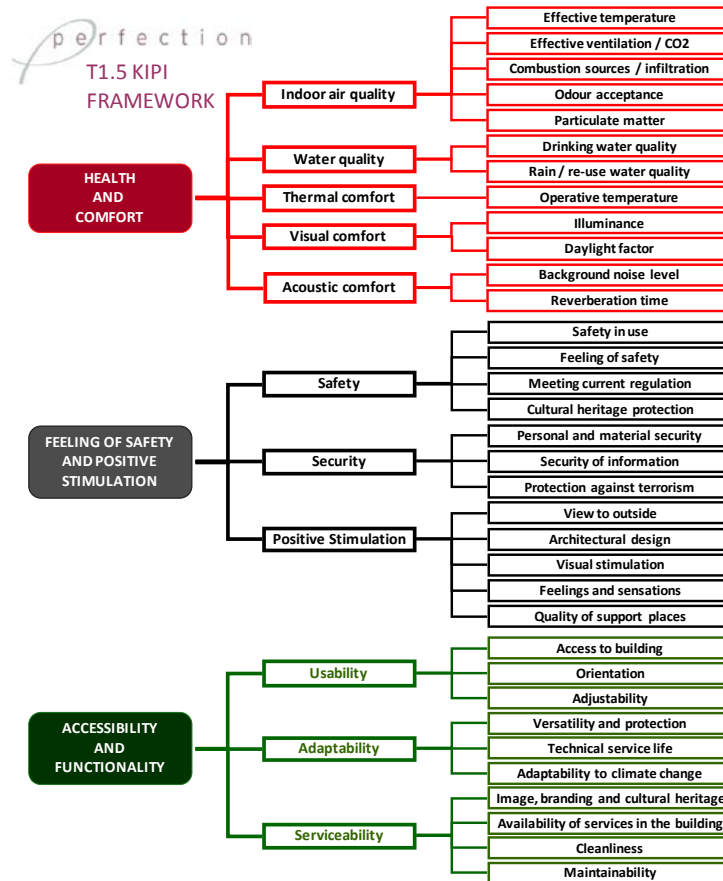 perfection
T1.5 KIPI
FRAMEWORK
HEALTH
AND
COMFORT
Indoor air quality
Effective temperature
Effective ventilation / CO2
Combustion sources / infiltration
Odour acceptance
Particulate matter
Water quality
Drinking water quality
Rain / re-use water quality
Thermal comfort
Operative temperature
Visual comfort
Illuminance
Daylight factor
Acoustic comfort
Background noise level
Reverberation time
FEELING OF SAFETY
AND POSITIVE
STIMULATION
Safety
Safety in use
Feeling of safety
Meeting current regulation
Cultural heritage protection
Security
Personal and material security
Security of information
Protection against terrorism
Positive Stimulation
View to outside
Architectural design
Visual stimulation
Feelings and sensations
Quality of support places
ACCESSIBILITY
AND
FUNCTIONALITY
Usability
Access to building
Orientation
Adjustability
Adaptability
Versatility and protection
Technical service life
Adaptability to climate change
Serviceability
Image, branding and cultural heritage
Availability of services in the building
Cleanliness
Maintainability